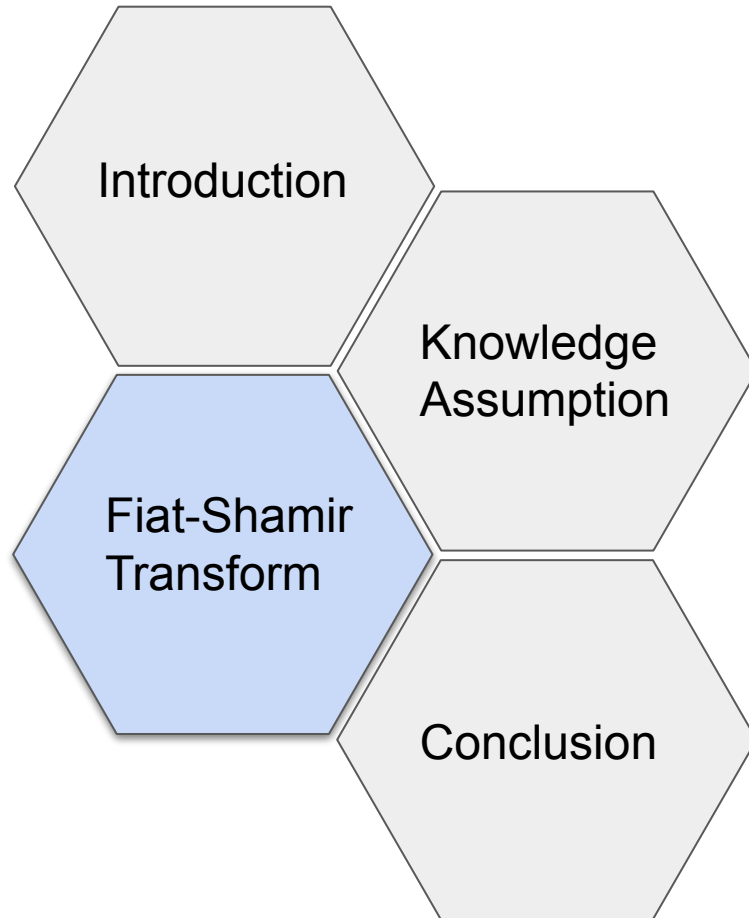 Introduction
Knowledge
Assumption
Fiat-Shamir
Transform
Conclusion